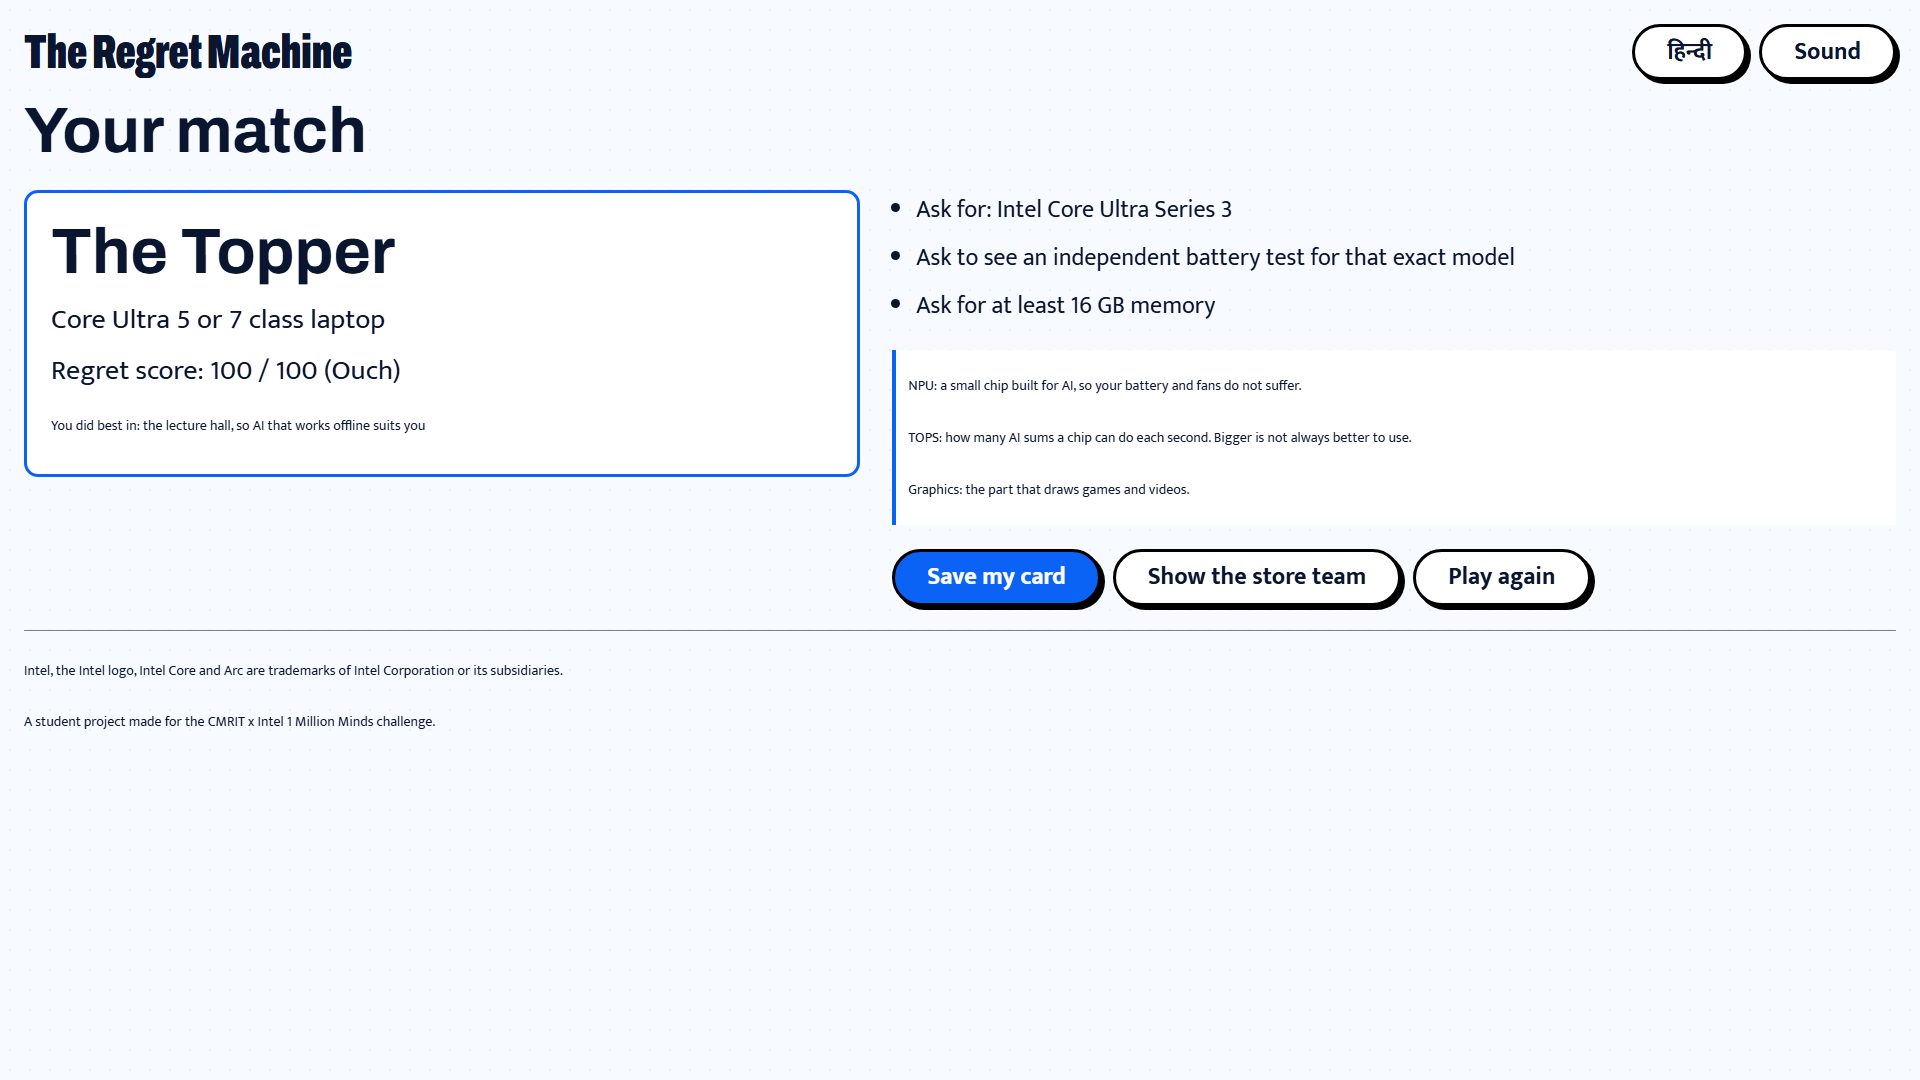 The Regret Machine
हिन्दी
Sound
Your match
The Topper
Core Ultra 5 or 7 class laptop
Regret score: 100 / 100 (Ouch)
You did best in: the lecture hall, so AI that works offline suits you
Ask for: Intel Core Ultra Series 3
Ask to see an independent battery test for that exact model
Ask for at least 16 GB memory
NPU: a small chip built for AI, so your battery and fans do not suffer.
TOPS: how many AI sums a chip can do each second. Bigger is not always better to use.
Graphics: the part that draws games and videos.
Save my card
Show the store team
Play again
Intel, the Intel logo, Intel Core and Arc are trademarks of Intel Corporation or its subsidiaries.
A student project made for the CMRIT x Intel 1 Million Minds challenge.